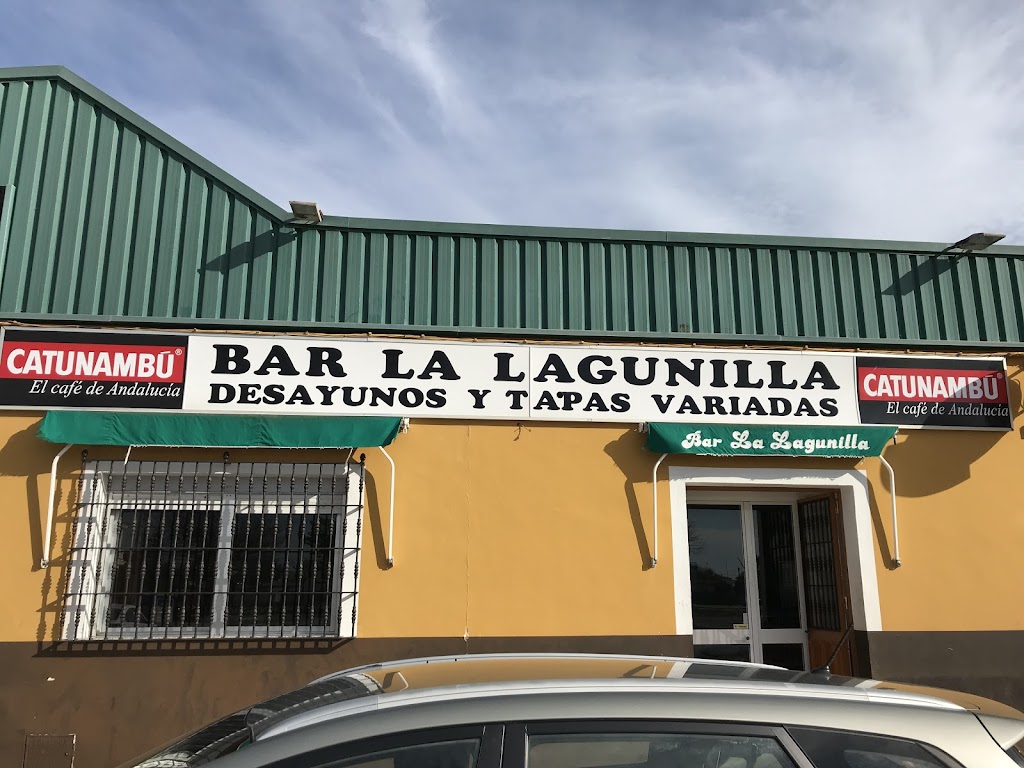 CATUNAMBÚ®
El café de Andalucía
BAR LA LAGUNILLA
DESAYUNOS Y TAPAS VARIADAS
CATUNAMBÚ®
El café de Andalucía
Bar La Lagunilla